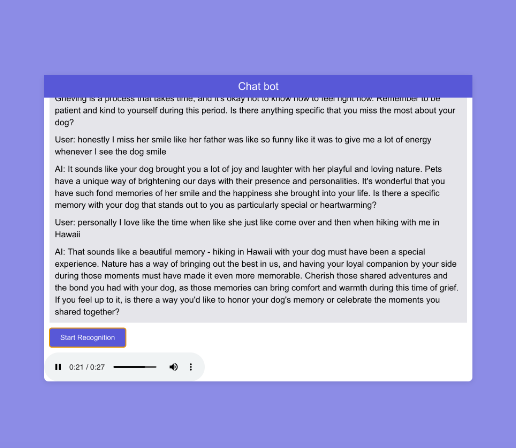 Chat bot
Grieving is a process that takes time, and it's okay not to know how to feel right now. Remember to be
patient and kind to yourself during this period. Is there anything specific that you miss the most about your
dog?
User: honestly I miss her smile like her father was like so funny like it was to give me a lot of energy
whenever I see the dog smile
AI: It sounds like your dog brought you a lot of joy and laughter with her playful and loving nature. Pets
have a unique way of brightening our days with their presence and personalities. It's wonderful that you
have such fond memories of her smile and the happiness she brought into your life. Is there a specific
memory with your dog that stands out to you as particularly special or heartwarming?
User: personally I love like the time when like she just like come over and then when hiking with me in
Hawaii
AI: That sounds like a beautiful memory - hiking in Hawaii with your dog must have been a special
experience. Nature has a way of bringing out the best in us, and having your loyal companion by your side
during those moments must have made it even more memorable. Cherish those shared adventures and
the bond you had with your dog, as those memories can bring comfort and warmth during this time of grief.
If you feel up to it, is there a way you'd like to honor your dog's memory or celebrate the moments you
shared together?
Start Recognition
0:21 / 0:27